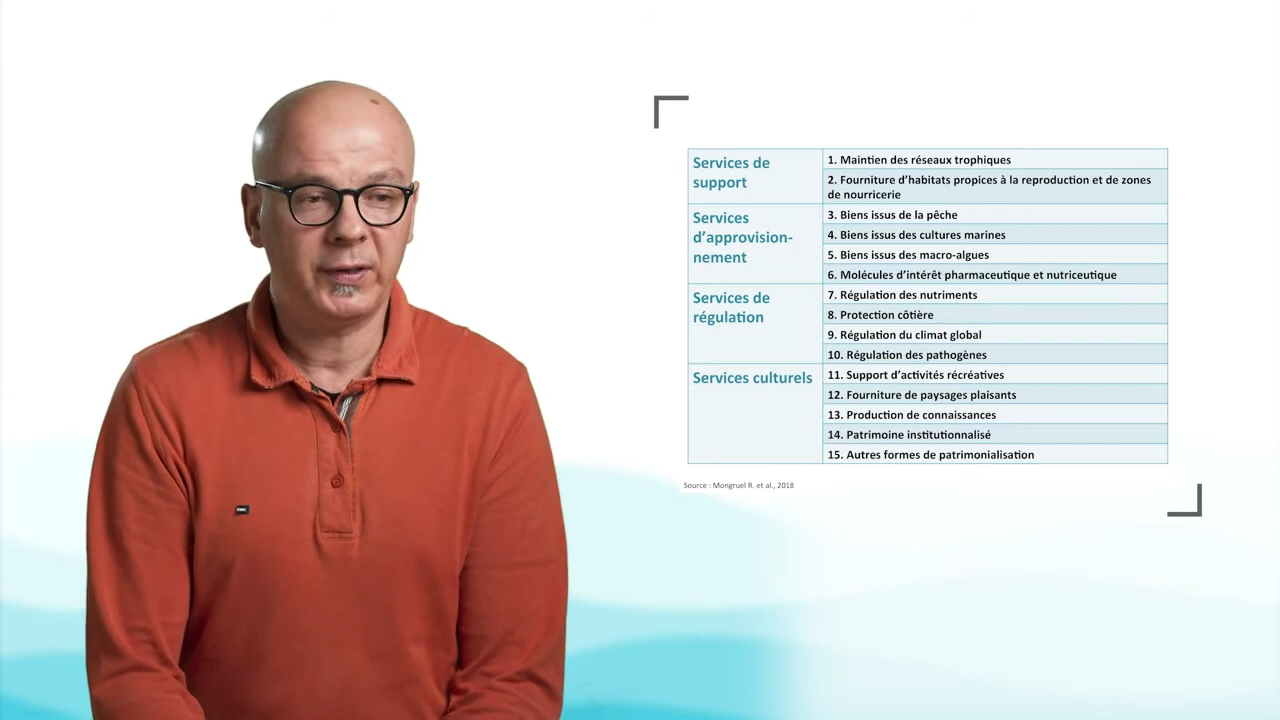 Services de
support
1. Maintien des réseaux trophiques
2. Fourniture d’habitats propices à la reproduction et de zones
de nourricerie
Services
d’approvision-
nement
3. Biens issus de la pêche
4. Biens issus des cultures marines
5. Biens issus des macro-algues
6. Molécules d’intérêt pharmaceutique et nutriceutique
Services de
régulation
7. Régulation des nutriments
8. Protection côtière
9. Régulation du climat global
10. Régulation des pathogènes
Services culturels
11. Support d’activités récréatives
12. Fourniture de paysages plaisants
13. Production de connaissances
14. Patrimoine institutionnalisé
15. Autres formes de patrimonialisation
Source : Mongruel R. et al., 2018